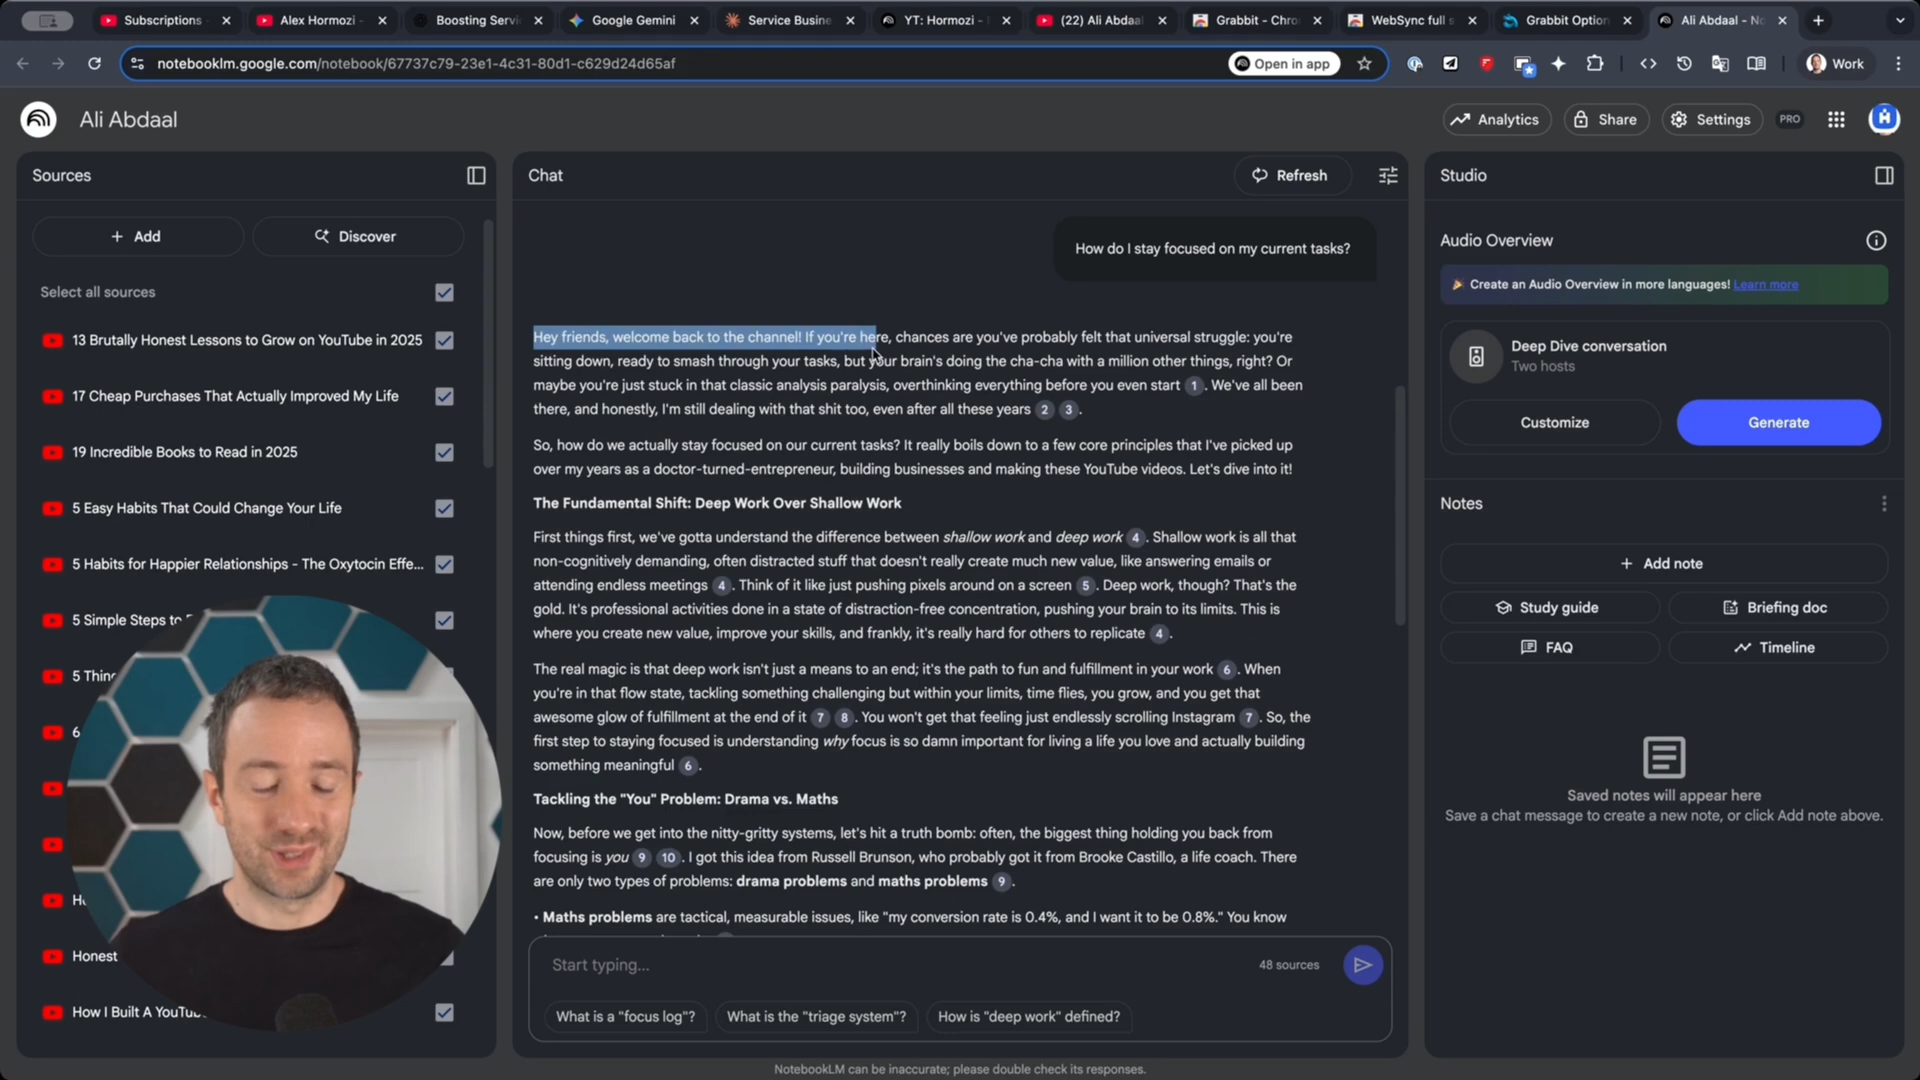 Subscriptions
Alex Hormozi -
Boosting Servi
Google Gemini
Service Busine
YT: Hormozi -
(22) Ali Abdaal
Grabbit - Chro
WebSync full s
Grabbit Option
Ali Abdaal - No
notebooklm.google.com/notebook/67737c79-23e1-4c31-80d1-c629d24d65af
Open in app
Work
Ali Abdaal
Analytics
Share
Settings
PRO
Sources
+ Add
Discover
Select all sources
13 Brutally Honest Lessons to Grow on YouTube in 2025
17 Cheap Purchases That Actually Improved My Life
19 Incredible Books to Read in 2025
5 Easy Habits That Could Change Your Life
5 Habits for Happier Relationships - The Oxytocin Effe...
5 Simple Steps to
5 Thing
6
Honest
How I Built A YouTub
Chat
Refresh
How do I stay focused on my current tasks?
Hey friends, welcome back to the channel! If you're here, chances are you've probably felt that universal struggle: you're
sitting down, ready to smash through your tasks, but your brain's doing the cha-cha with a million other things, right? Or
maybe you're just stuck in that classic analysis paralysis, overthinking everything before you even start 1. We've all been
there, and honestly, I'm still dealing with that shit too, even after all these years 2 3.
So, how do we actually stay focused on our current tasks? It really boils down to a few core principles that I've picked up
over my years as a doctor-turned-entrepreneur, building businesses and making these YouTube videos. Let's dive into it!
The Fundamental Shift: Deep Work Over Shallow Work
First things first, we've gotta understand the difference between shallow work and deep work 4. Shallow work is all that
non-cognitively demanding, often distracted stuff that doesn't really create much new value, like answering emails or
attending endless meetings 4. Think of it like just pushing pixels around on a screen 5. Deep work, though? That's the
gold. It's professional activities done in a state of distraction-free concentration, pushing your brain to its limits. This is
where you create new value, improve your skills, and frankly, it's really hard for others to replicate 4.
The real magic is that deep work isn't just a means to an end; it's the path to fun and fulfillment in your work 6. When
you're in that flow state, tackling something challenging but within your limits, time flies, you grow, and you get that
awesome glow of fulfillment at the end of it 7 8. You won't get that feeling just endlessly scrolling Instagram 7. So, the
first step to staying focused is understanding why focus is so damn important for living a life you love and actually building
something meaningful 6.
Tackling the "You" Problem: Drama vs. Maths
Now, before we get into the nitty-gritty systems, let's hit a truth bomb: often, the biggest thing holding you back from
focusing is you 9 10. I got this idea from Russell Brunson, who probably got it from Brooke Castillo, a life coach. There
are only two types of problems: drama problems and maths problems 9.
• Maths problems are tactical, measurable issues, like "my conversion rate is 0.4%, and I want it to be 0.8%." You know
Start typing...
48 sources
What is a "focus log"?
What is the "triage system"?
How is "deep work" defined?
NotebookLM can be inaccurate; please double check its responses.
Studio
Audio Overview
Create an Audio Overview in more languages! Learn more
Deep Dive conversation
Two hosts
Customize
Generate
Notes
+ Add note
Study guide
Briefing doc
FAQ
Timeline
Saved notes will appear here
Save a chat message to create a new note, or click Add note above.